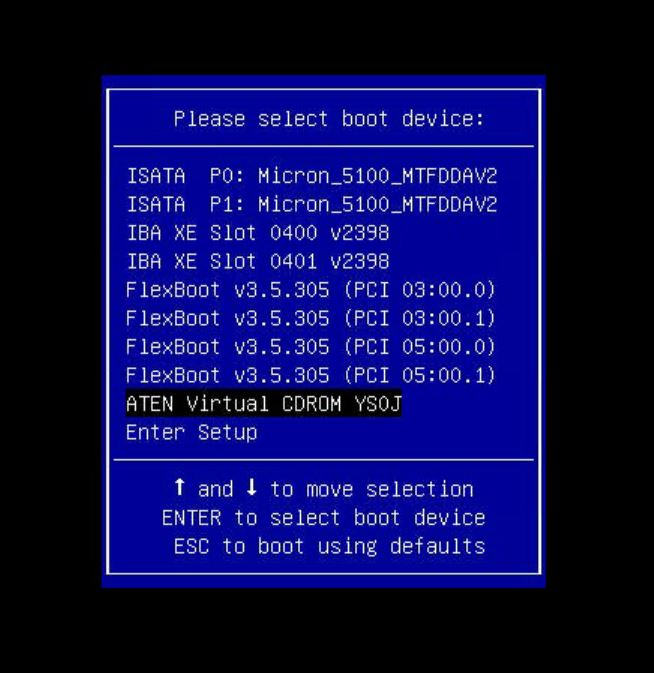 Please select boot device:
ISATA P0: Micron_5100_MTFDDAV2
ISATA P1: Micron_5100_MTFDDAV2
IBA XE Slot 0400 v2398
IBA XE Slot 0401 v2398
FlexBoot v3.5.305 (PCI 03:00.0)
FlexBoot v3.5.305 (PCI 03:00.1)
FlexBoot v3.5.305 (PCI 05:00.0)
FlexBoot v3.5.305 (PCI 05:00.1)
ATEN Virtual CDROM YS0J
Enter Setup
↑ and ↓ to move selection
ENTER to select boot device
ESC to boot using defaults